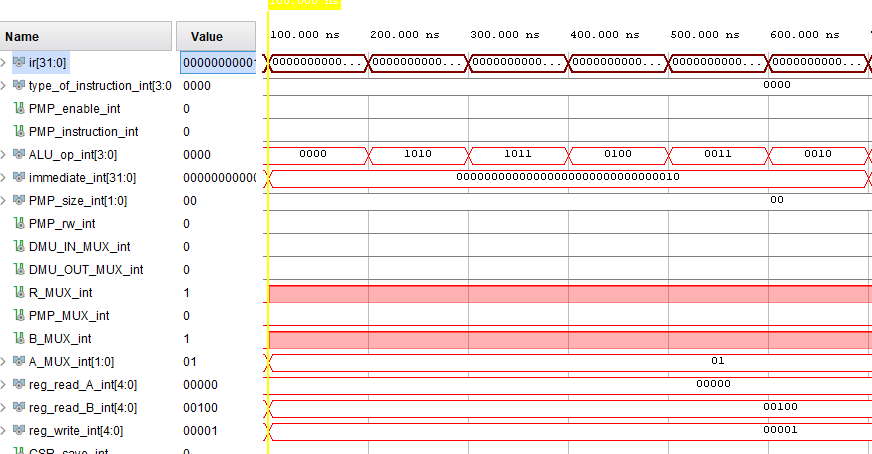 100.000 ns
Name Value 100.000 ns 200.000 ns 300.000 ns 400.000 ns 500.000 ns 600.000 ns
ir[31:0] 0000000000 0000000000... 0000000000... 0000000000... 0000000000... 0000000000... 0000000000...
type_of_instruction_int[3:0 0000 0000
PMP_enable_int 0
PMP_instruction_int 0
ALU_op_int[3:0] 0000 0000 1010 1011 0100 0011 0010
immediate_int[31:0] 00000000000 00000000000000000000000000000010
PMP_size_int[1:0] 00 00
PMP_rw_int 0
DMU_IN_MUX_int 0
DMU_OUT_MUX_int 0
R_MUX_int 1
PMP_MUX_int 0
B_MUX_int 1
A_MUX_int[1:0] 01 01
reg_read_A_int[4:0] 00000 00000
reg_read_B_int[4:0] 00100 00100
reg_write_int[4:0] 00001 00001
CSR_save_int 0